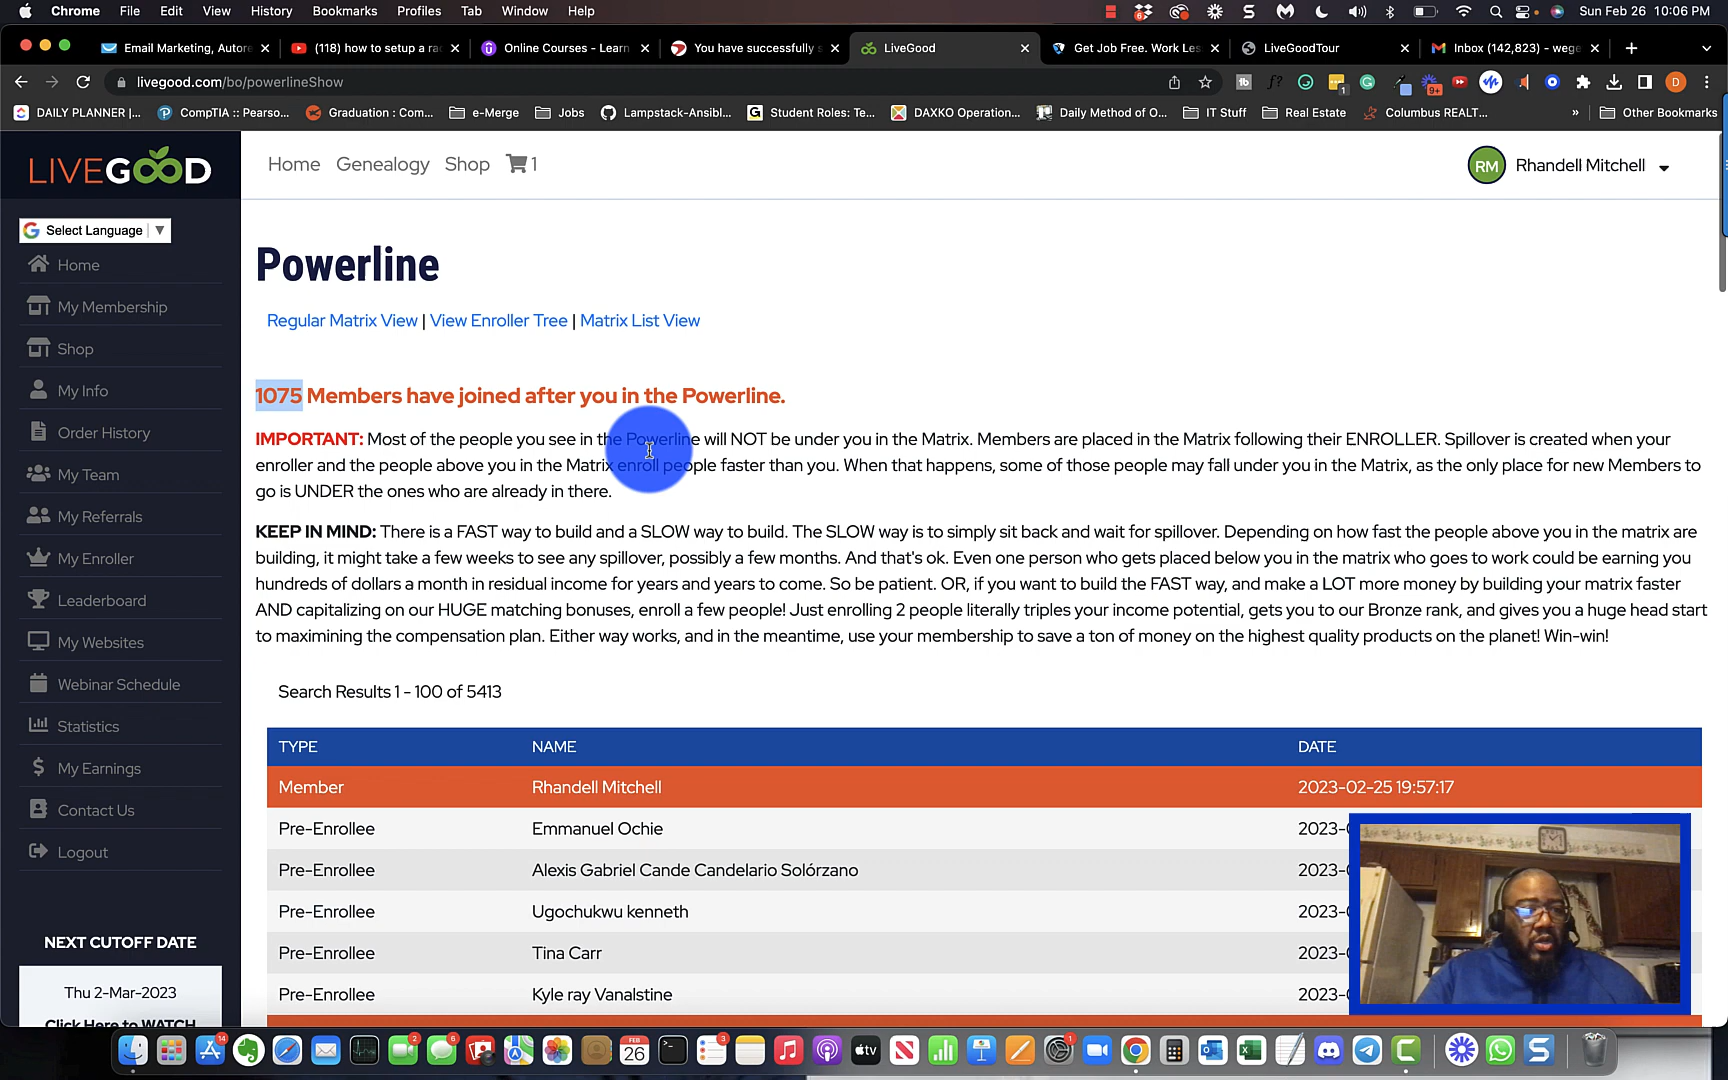 Chrome File Edit View History Bookmarks Profiles Tab Window Help Sun Feb 26 10:06 PM
Email Marketing, Autore (118) how to setup a ra Online Courses - Learn You have successfully s LiveGood Get Job Free. Work Les LiveGoodTour Inbox (142,823) - wege
livegood.com/bo/powerlineShow
DAILY PLANNER |... CompTIA :: Pearso... Graduation : Com... e-Merge Jobs Lampstack-Ansibl... Student Roles: Te... DAXKO Operation... Daily Method of O... IT Stuff Real Estate Columbus REALT... » Other Bookmarks
LIVEGOOD
Home Genealogy Shop 1
RM Rhandell Mitchell
Select Language
Home
My Membership
Shop
My Info
Order History
My Team
My Referrals
My Enroller
Leaderboard
My Websites
Webinar Schedule
Statistics
My Earnings
Contact Us
Logout
NEXT CUTOFF DATE
Thu 2-Mar-2023
Click Here to WATCH
Powerline
Regular Matrix View | View Enroller Tree | Matrix List View
1075 Members have joined after you in the Powerline.
IMPORTANT: Most of the people you see in the Powerline will NOT be under you in the Matrix. Members are placed in the Matrix following their ENROLLER. Spillover is created when your
enroller and the people above you in the Matrix enroll people faster than you. When that happens, some of those people may fall under you in the Matrix, as the only place for new Members to
go is UNDER the ones who are already in there.
KEEP IN MIND: There is a FAST way to build and a SLOW way to build. The SLOW way is to simply sit back and wait for spillover. Depending on how fast the people above you in the matrix are
building, it might take a few weeks to see any spillover, possibly a few months. And that's ok. Even one person who gets placed below you in the matrix who goes to work could be earning you
hundreds of dollars a month in residual income for years and years to come. So be patient. OR, if you want to build the FAST way, and make a LOT more money by building your matrix faster
AND capitalizing on our HUGE matching bonuses, enroll a few people! Just enrolling 2 people literally triples your income potential, gets you to our Bronze rank, and gives you a huge head start
to maximining the compensation plan. Either way works, and in the meantime, use your membership to save a ton of money on the highest quality products on the planet! Win-win!
Search Results 1 - 100 of 5413
TYPE NAME DATE
Member Rhandell Mitchell 2023-02-25 19:57:17
Pre-Enrollee Emmanuel Ochie 2023-
Pre-Enrollee Alexis Gabriel Cande Candelario Solórzano 2023-
Pre-Enrollee Ugochukwu kenneth 2023-
Pre-Enrollee Tina Carr 2023-
Pre-Enrollee Kyle ray Vanalstine 2023-